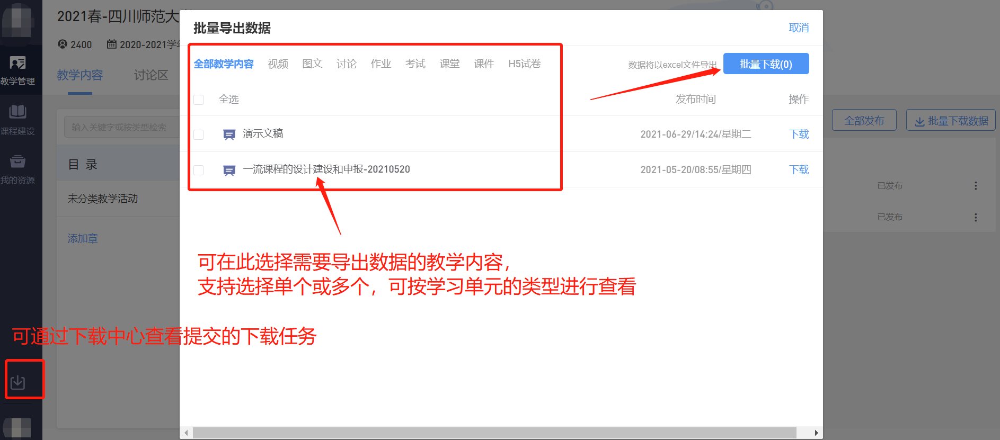 2021春-四川师范大
2400 2020-2021学年
教学内容 讨论区
教学管理
课程建设
我的资源
输入关键字或按类型检索
目 录
未分类教学活动
添加章
批量导出数据
取消
全部教学内容 视频 图文 讨论 作业 考试 课堂 课件 H5试卷
数据将以excel文件导出
批量下载(0)
全选 发布时间 操作
演示文稿 2021-06-29/14:24/星期二 下载
一流课程的设计建设和申报-20210520 2021-05-20/08:55/星期四 下载
可在此选择需要导出数据的教学内容，
支持选择单个或多个，可按学习单元的类型进行查看
可通过下载中心查看提交的下载任务
全部发布 批量下载数据
已发布
已发布